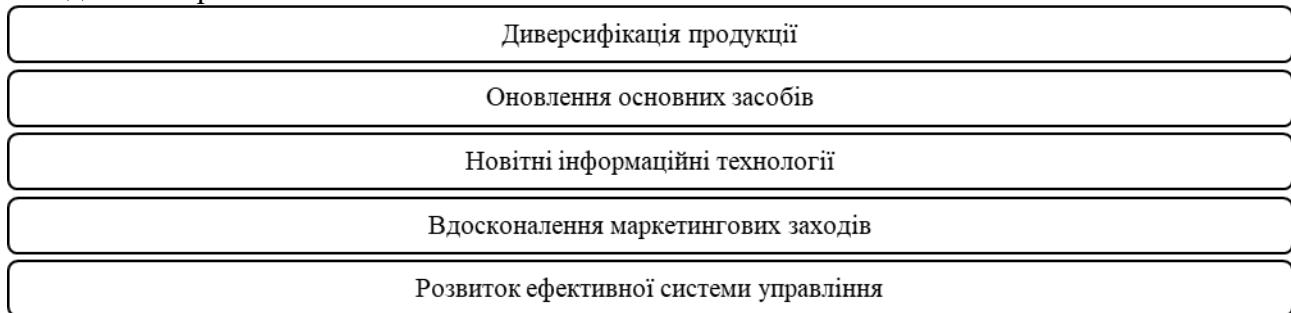 Диверсифікація продукції
Оновлення основних засобів
Новітні інформаційні технології
Вдосконалення маркетингових заходів
Розвиток ефективної системи управління